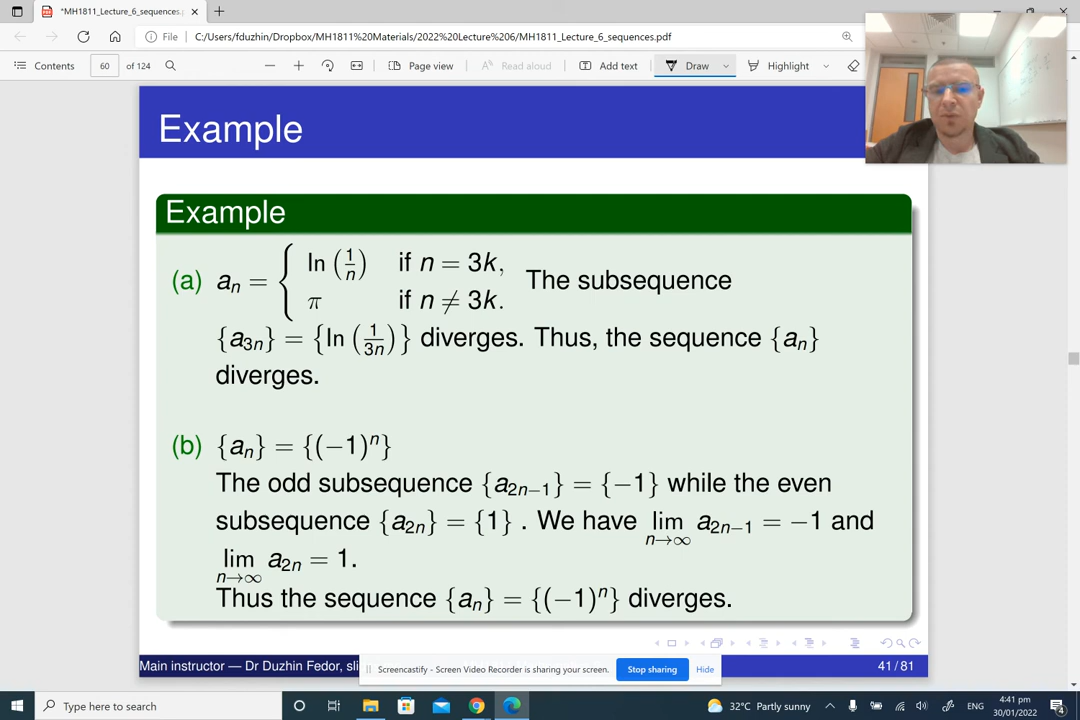 *MH1811_Lecture_6_sequences.p
File C:/Users/fduzhin/Dropbox/MH1811%20Materials/2022%20Lecture%206/MH1811_Lecture_6_sequences.pdf
Contents 60 of 124 Page view Read aloud Add text Draw Highlight
Example
Example
(a) aₙ = { ln (1/n) if n = 3k,
π if n ≠ 3k. The subsequence
{a₃ₙ} = {ln (1/3n)} diverges. Thus, the sequence {aₙ}
diverges.
(b) {aₙ} = {(−1)ⁿ}
The odd subsequence {a₂ₙ₋₁} = {−1} while the even
subsequence {a₂ₙ} = {1} . We have lim n→∞ a₂ₙ₋₁ = −1 and
lim n→∞ a₂ₙ = 1.
Thus the sequence {aₙ} = {(−1)ⁿ} diverges.
Main instructor — Dr Duzhin Fedor, sli 41 / 81
Screencastify - Screen Video Recorder is sharing your screen. Stop sharing Hide
Type here to search 32°C Partly sunny ENG 4:41 pm
30/01/2022 4